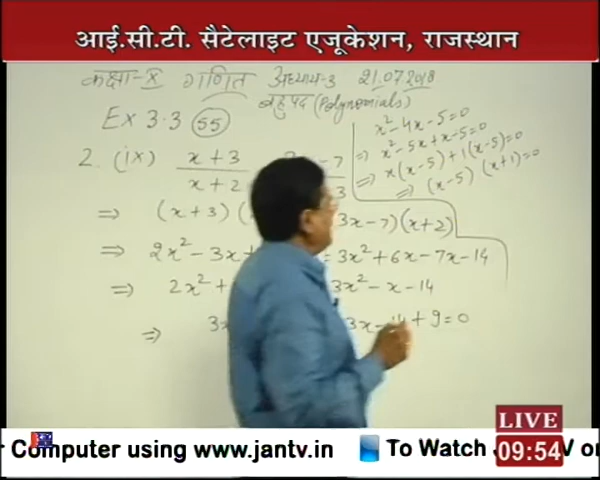 आई.सी.टी. सैटेलाइट एजूकेशन, राजस्थान
कक्षा-X गणित अध्याय-3 21.07.2018
बहुपद (Polynomials)
Ex 3.3 (55)
x²-4x-5=0
⇒ x²-5x+x-5=0
⇒ x(x-5)+1(x-5)=0
⇒ (x-5) (x+1)=0
2. (ix) x+3 / x+2 -7 / 3
⇒ (x+3)( 3x-7)(x+2)
⇒ 2x²-3x+ = 3x²+6x-7x-14
⇒ 2x²+ 3x²-x-14
⇒ 3x 3x-14+9=0
LIVE
09:54
Computer using www.jantv.in To Watch